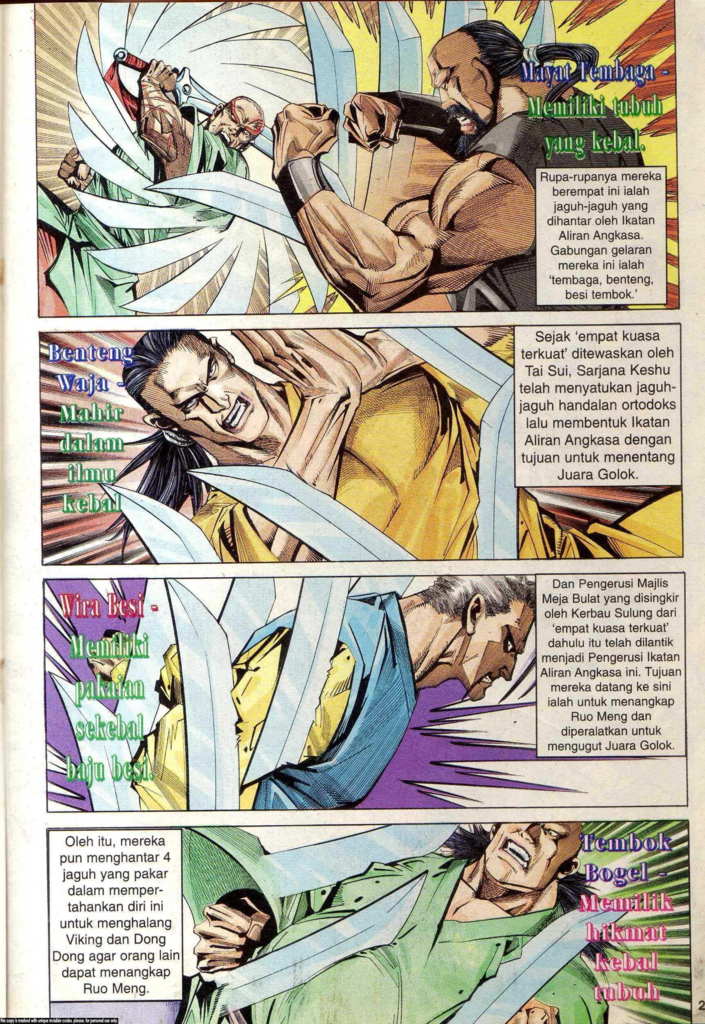 Mayat Tembaga -
Memiliki tubuh
yang kebal.
Rupa-rupanya mereka
berempat ini ialah
jaguh-jaguh yang
dihantar oleh Ikatan
Aliran Angkasa.
Gabungan gelaran
mereka ini ialah
'tembaga, benteng,
besi tembok.'
Benteng
Waja -
Mahir
dalam
ilmu
kebal
Sejak 'empat kuasa
terkuat' ditewaskan oleh
Tai Sui, Sarjana Keshu
telah menyatukan jaguh-
jaguh handalan ortodoks
lalu membentuk Ikatan
Aliran Angkasa dengan
tujuan untuk menentang
Juara Golok.
Wira Besi -
Memiliki
pakaian
sekebal
baju besi.
Dan Pengerusi Majlis
Meja Bulat yang disingkir
oleh Kerbau Sulung dari
'empat kuasa terkuat'
dahulu itu telah dilantik
menjadi Pengerusi Ikatan
Aliran Angkasa ini. Tujuan
mereka datang ke sini
ialah untuk menangkap
Ruo Meng dan
diperalatkan untuk
mengugut Juara Golok.
Oleh itu, mereka
pun menghantar 4
jaguh yang pakar
dalam memper-
tahankan diri ini
untuk menghalang
Viking dan Dong
Dong agar orang lain
dapat menangkap
Ruo Meng.
Tembok
Bogel -
Memilik
hikmat
kebal
tubuh
2